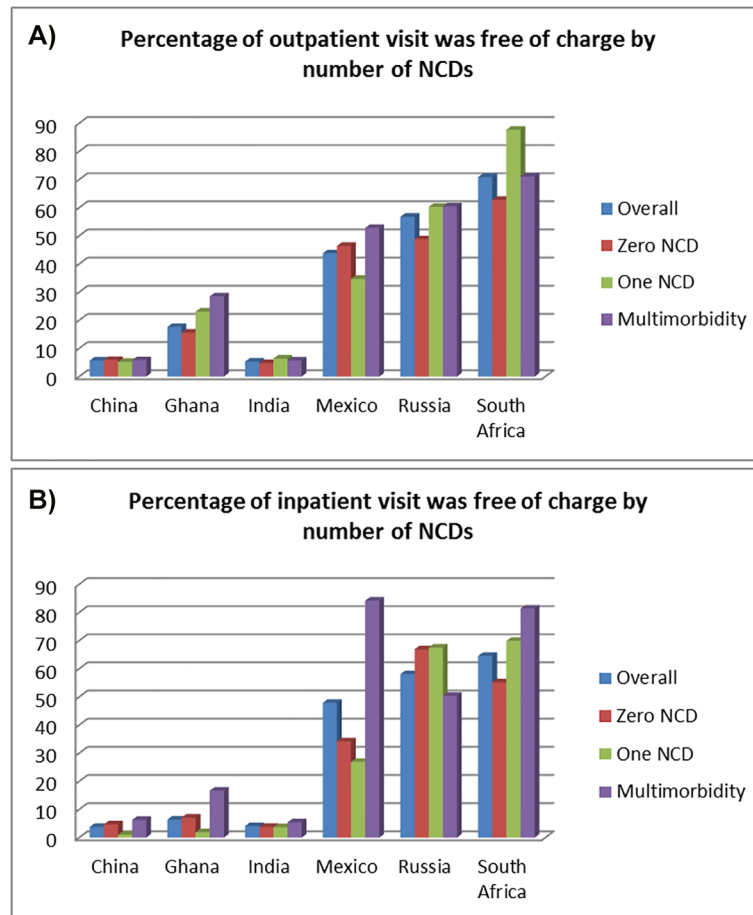 A)
Percentage of outpatient visit was free of charge by
number of NCDs
90
80
70
60
50
40
30
20
10
0
China Ghana India Mexico Russia South
Africa
Overall
Zero NCD
One NCD
Multimorbidity
B)
Percentage of inpatient visit was free of charge by
number of NCDs
90
80
70
60
50
40
30
20
10
0
China Ghana India Mexico Russia South
Africa
Overall
Zero NCD
One NCD
Multimorbidity